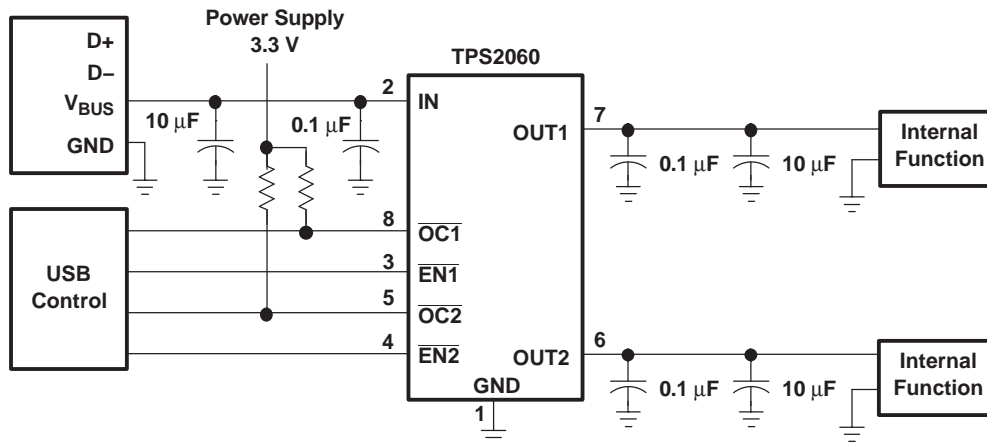 Power Supply
3.3 V
TPS2060
D+
D−
VBUS
GND
10 µF
0.1 µF
2
IN
7
OUT1
0.1 µF
10 µF
Internal
Function
USB
Control
8
OC1
3
EN1
5
OC2
4
EN2
6
OUT2
GND
1
0.1 µF
10 µF
Internal
Function